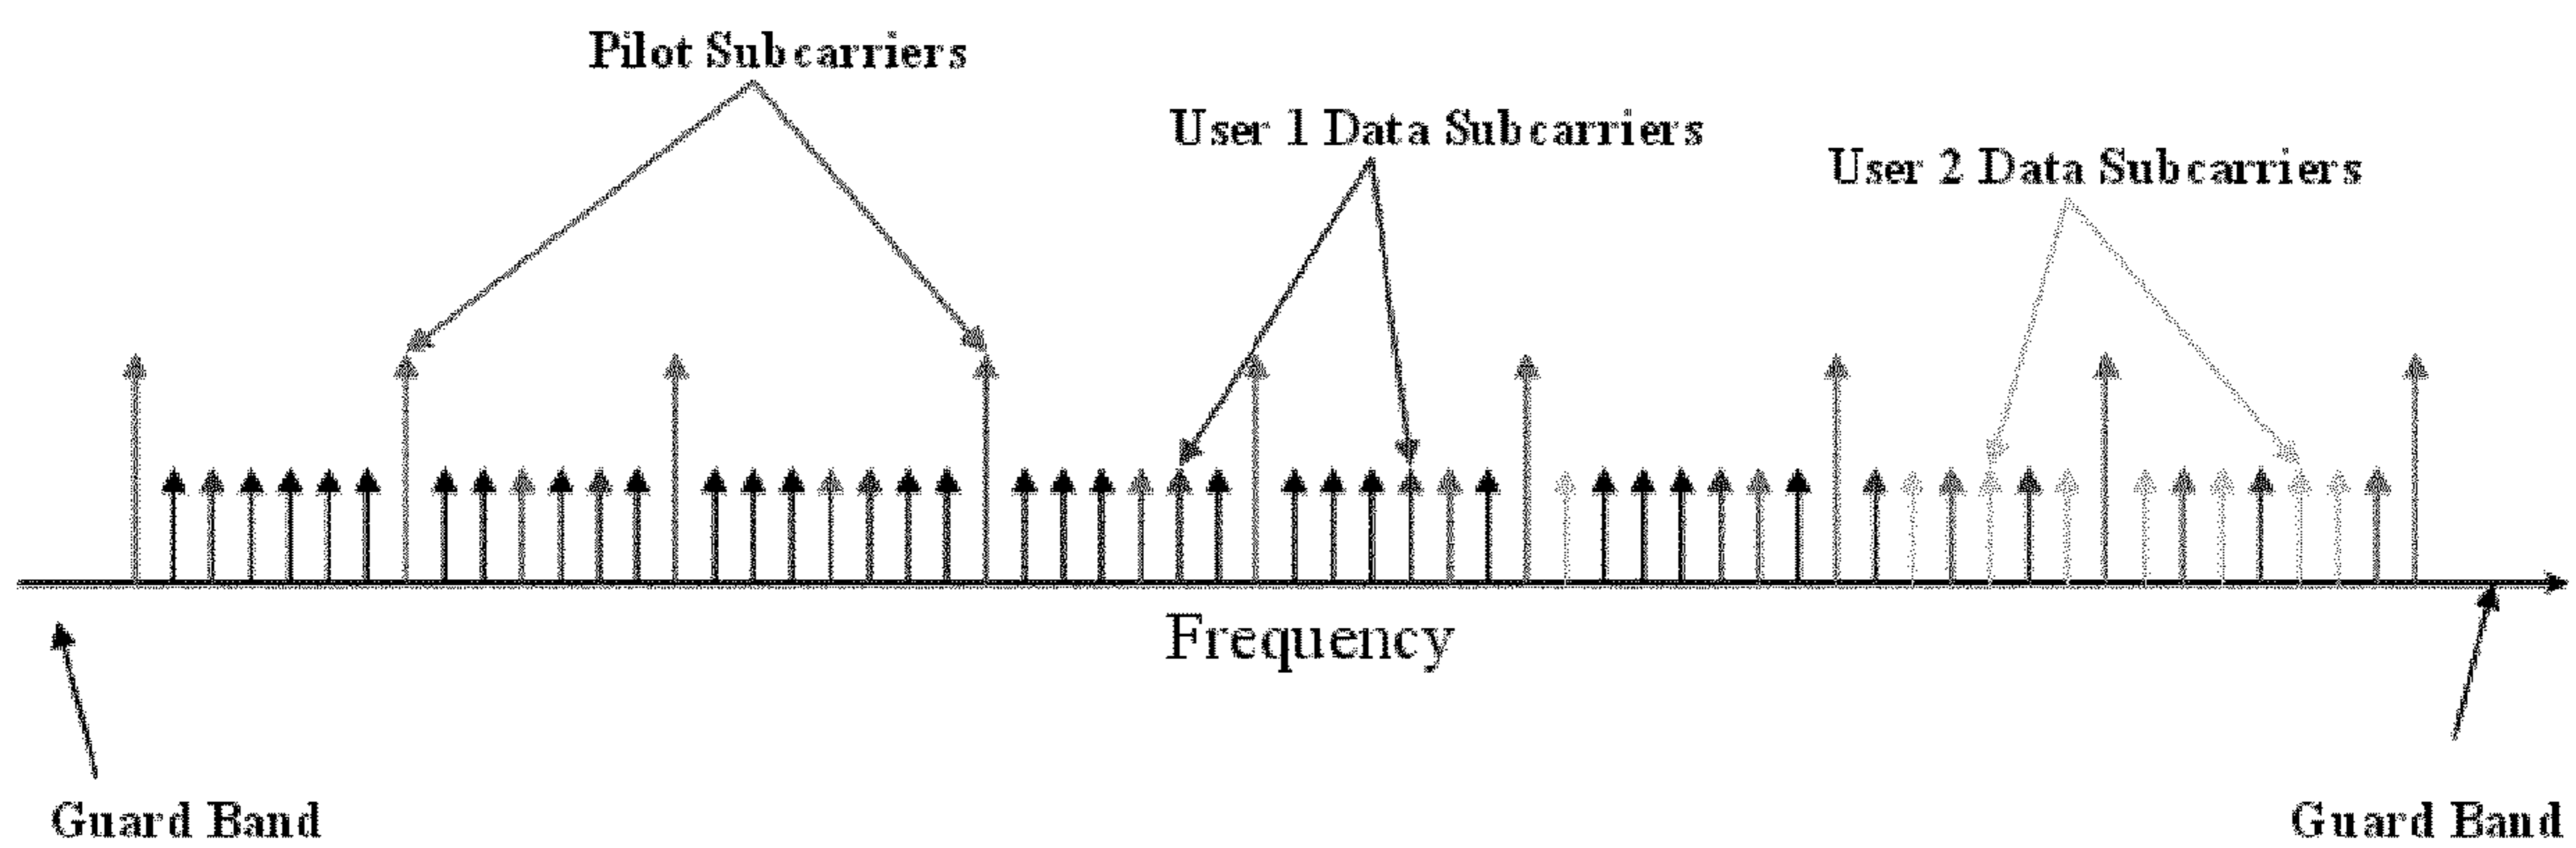 Pilot Subcarriers
User 1 Data Subcarriers
User 2 Data Subcarriers
Frequency
Guard Band
Guard Band